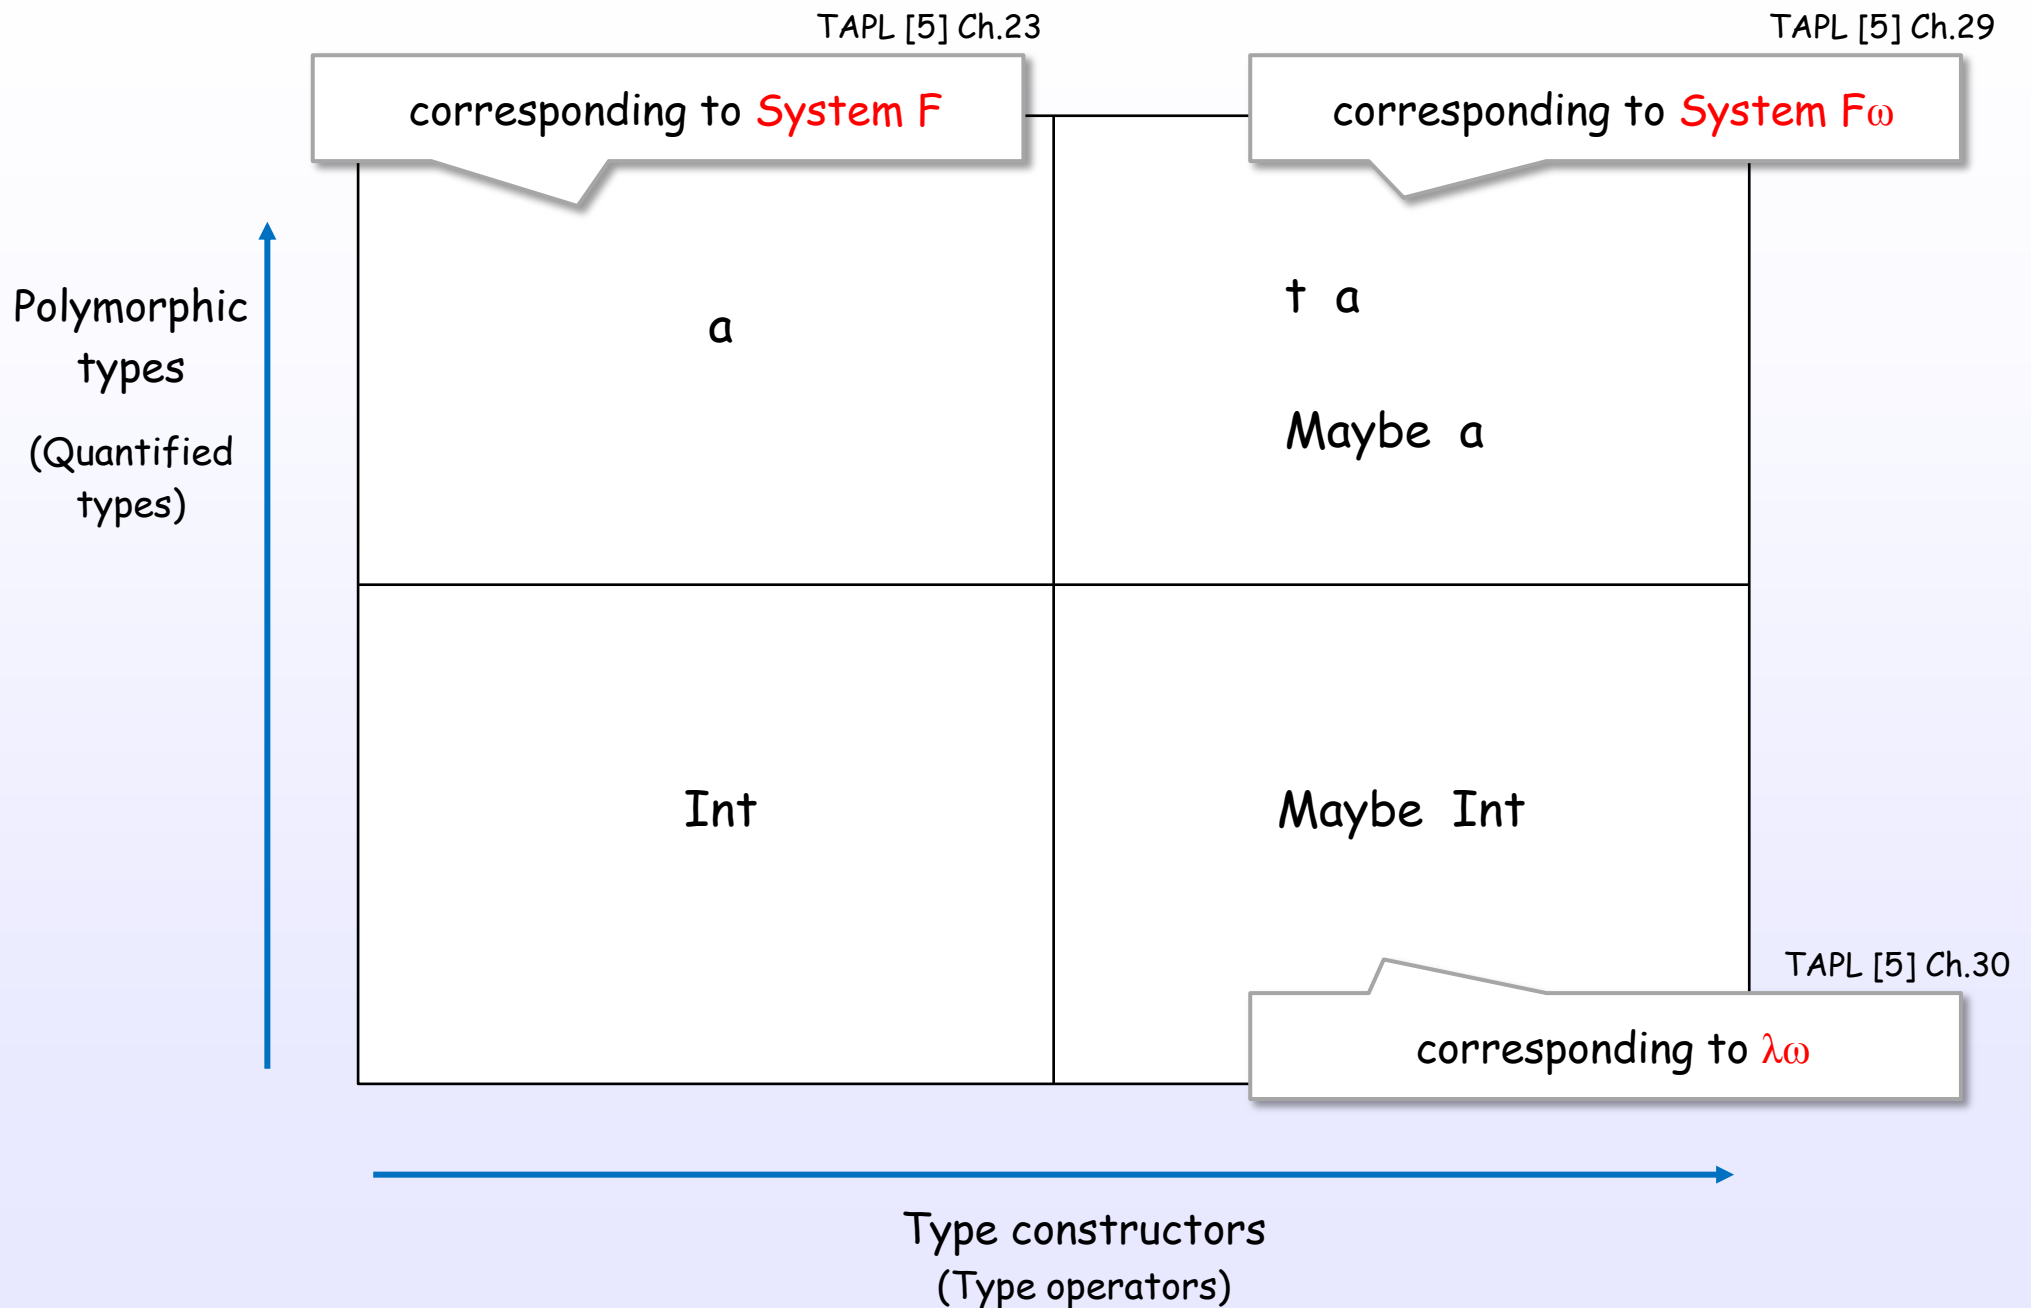 TAPL [5] Ch.23
TAPL [5] Ch.29
corresponding to System F
corresponding to System Fω
Polymorphic
types
(Quantified
types)
a
t a
Maybe a
Int
Maybe Int
TAPL [5] Ch.30
corresponding to λω
Type constructors
(Type operators)